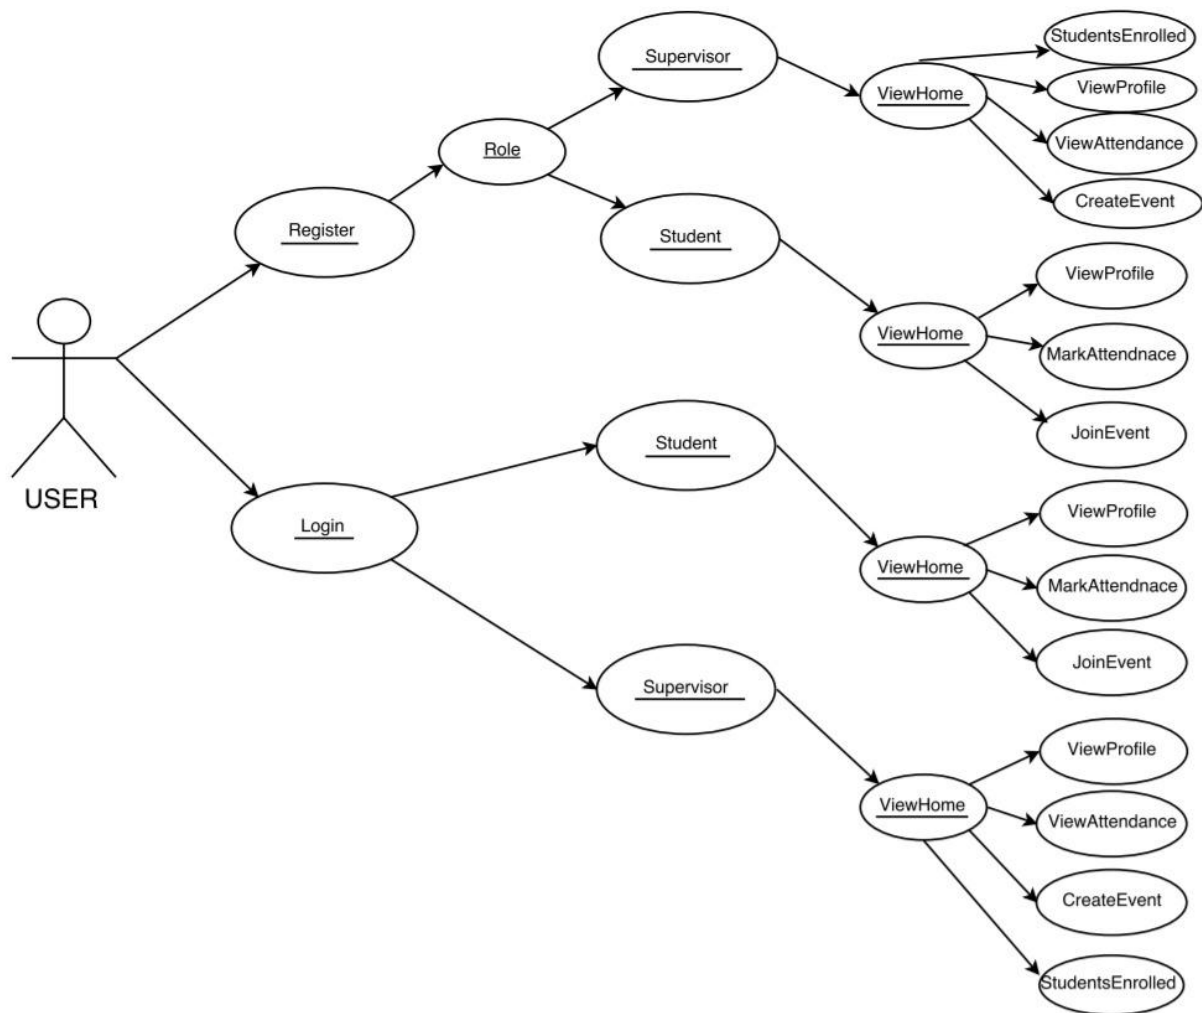 Supervisor
StudentsEnrolled
ViewHome
ViewProfile
ViewAttendance
CreateEvent
Role
Register
Student
ViewProfile
ViewHome
MarkAttendnace
JoinEvent
USER
Login
Student
ViewProfile
ViewHome
MarkAttendnace
JoinEvent
Supervisor
ViewProfile
ViewHome
ViewAttendance
CreateEvent
StudentsEnrolled